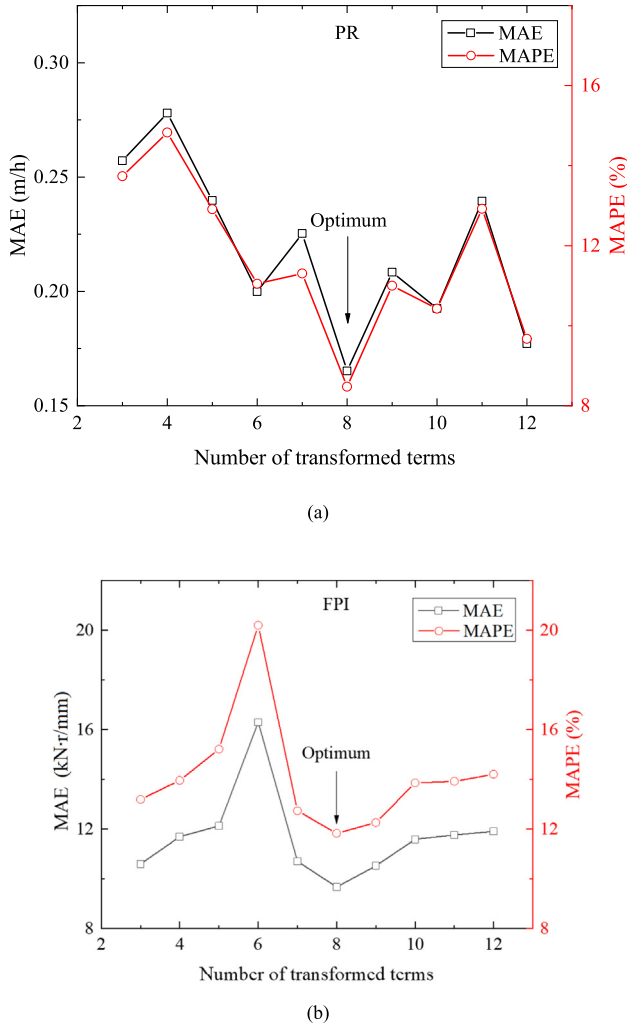 PR
MAE
MAPE
0.30
0.25
0.20
0.15
MAE (m/h)
16
12
8
MAPE (%)
Optimum
2 4 6 8 10 12
Number of transformed terms
(a)
FPI
MAE
MAPE
20
16
12
8
MAE (kN·r/mm)
20
16
12
8
MAPE (%)
Optimum
2 4 6 8 10 12
Number of transformed terms
(b)